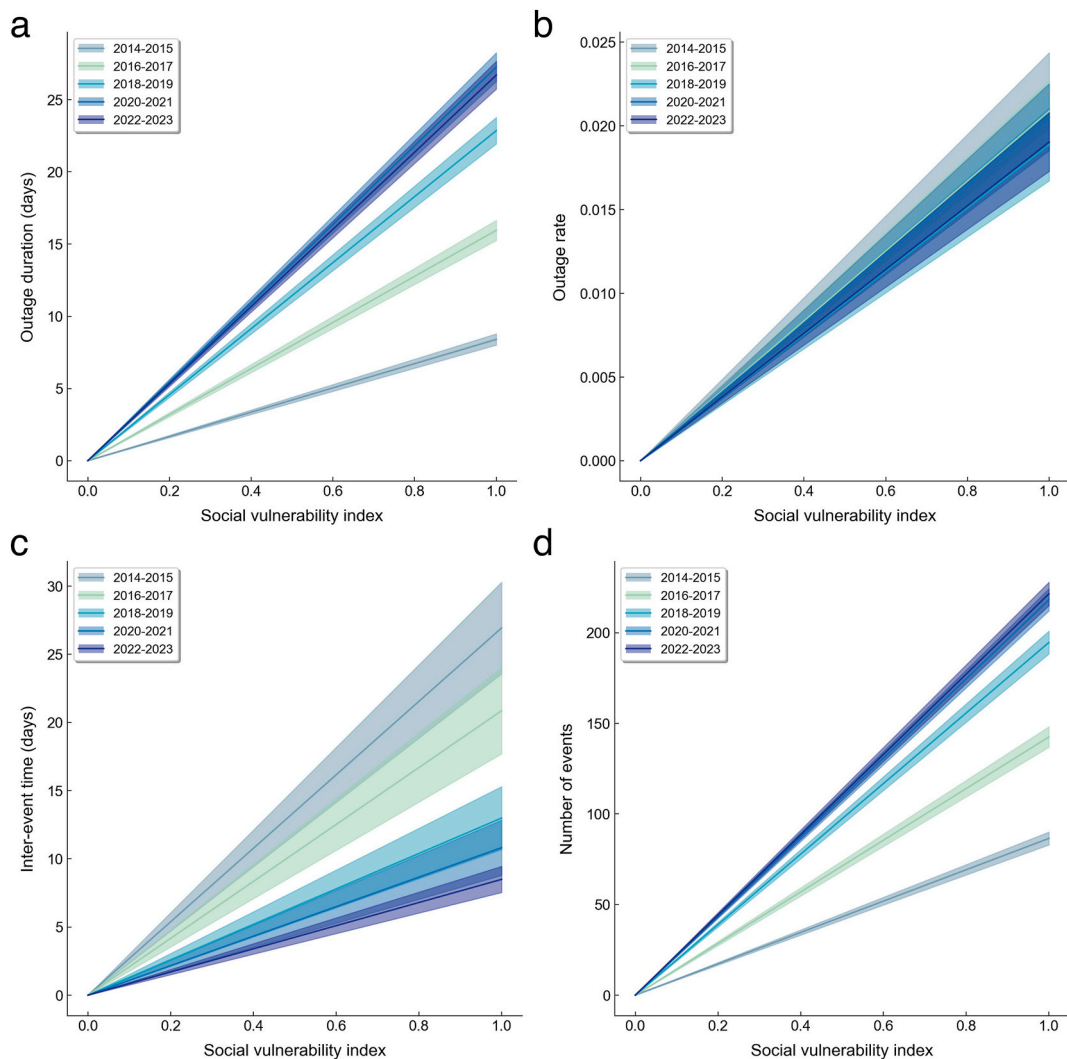 a
2014-2015
2016-2017
2018-2019
2020-2021
2022-2023
Outage duration (days)
25
20
15
10
5
0
0.0 0.2 0.4 0.6 0.8 1.0
Social vulnerability index
b
2014-2015
2016-2017
2018-2019
2020-2021
2022-2023
Outage rate
0.025
0.020
0.015
0.010
0.005
0.000
0.0 0.2 0.4 0.6 0.8 1.0
Social vulnerability index
c
2014-2015
2016-2017
2018-2019
2020-2021
2022-2023
Inter-event time (days)
30
25
20
15
10
5
0
0.0 0.2 0.4 0.6 0.8 1.0
Social vulnerability index
d
2014-2015
2016-2017
2018-2019
2020-2021
2022-2023
Number of events
200
150
100
50
0
0.0 0.2 0.4 0.6 0.8 1.0
Social vulnerability index